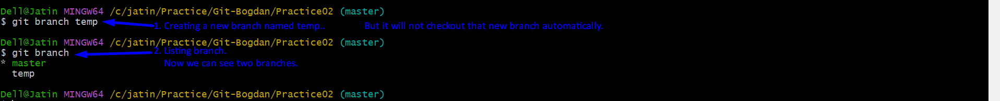 Dell@Jatin MINGW64 /c/jatin/Practice/Git-Bogdan/Practice02 (master)
$ git branch temp
1. Creating a new branch named temp.. But it will not checkout that new branch automatically.
Dell@Jatin MINGW64 /c/jatin/Practice/Git-Bogdan/Practice02 (master)
$ git branch
2. Listing branch.
* master
Now we can see two branches.
temp
Dell@Jatin MINGW64 /c/jatin/Practice/Git-Bogdan/Practice02 (master)